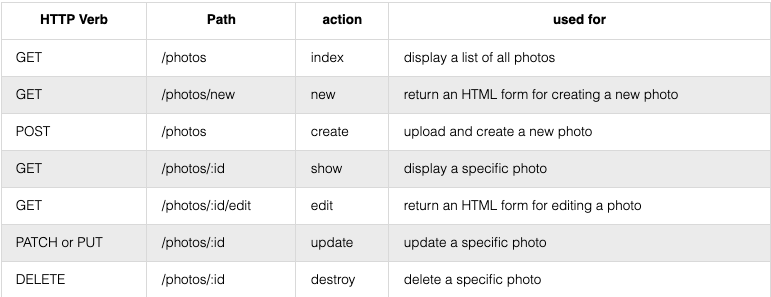 HTTP Verb Path action used for
GET /photos index display a list of all photos
GET /photos/new new return an HTML form for creating a new photo
POST /photos create upload and create a new photo
GET /photos/:id show display a specific photo
GET /photos/:id/edit edit return an HTML form for editing a photo
PATCH or PUT /photos/:id update update a specific photo
DELETE /photos/:id destroy delete a specific photo